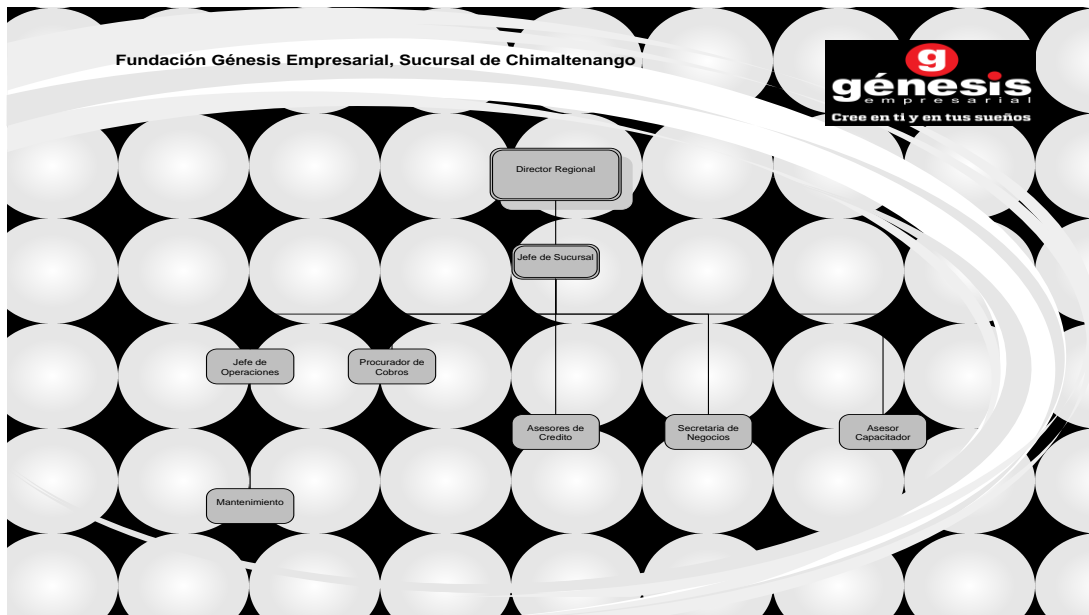 Fundación Génesis Empresarial, Sucursal de Chimaltenango
g
génesis
empresarial
Cree en ti y en tus sueños
Director Regional
Jefe de Sucursal
Jefe de
Operaciones
Procurador de
Cobros
Asesores de
Credito
Secretaria de
Negocios
Asesor
Capacitador
Mantenimiento